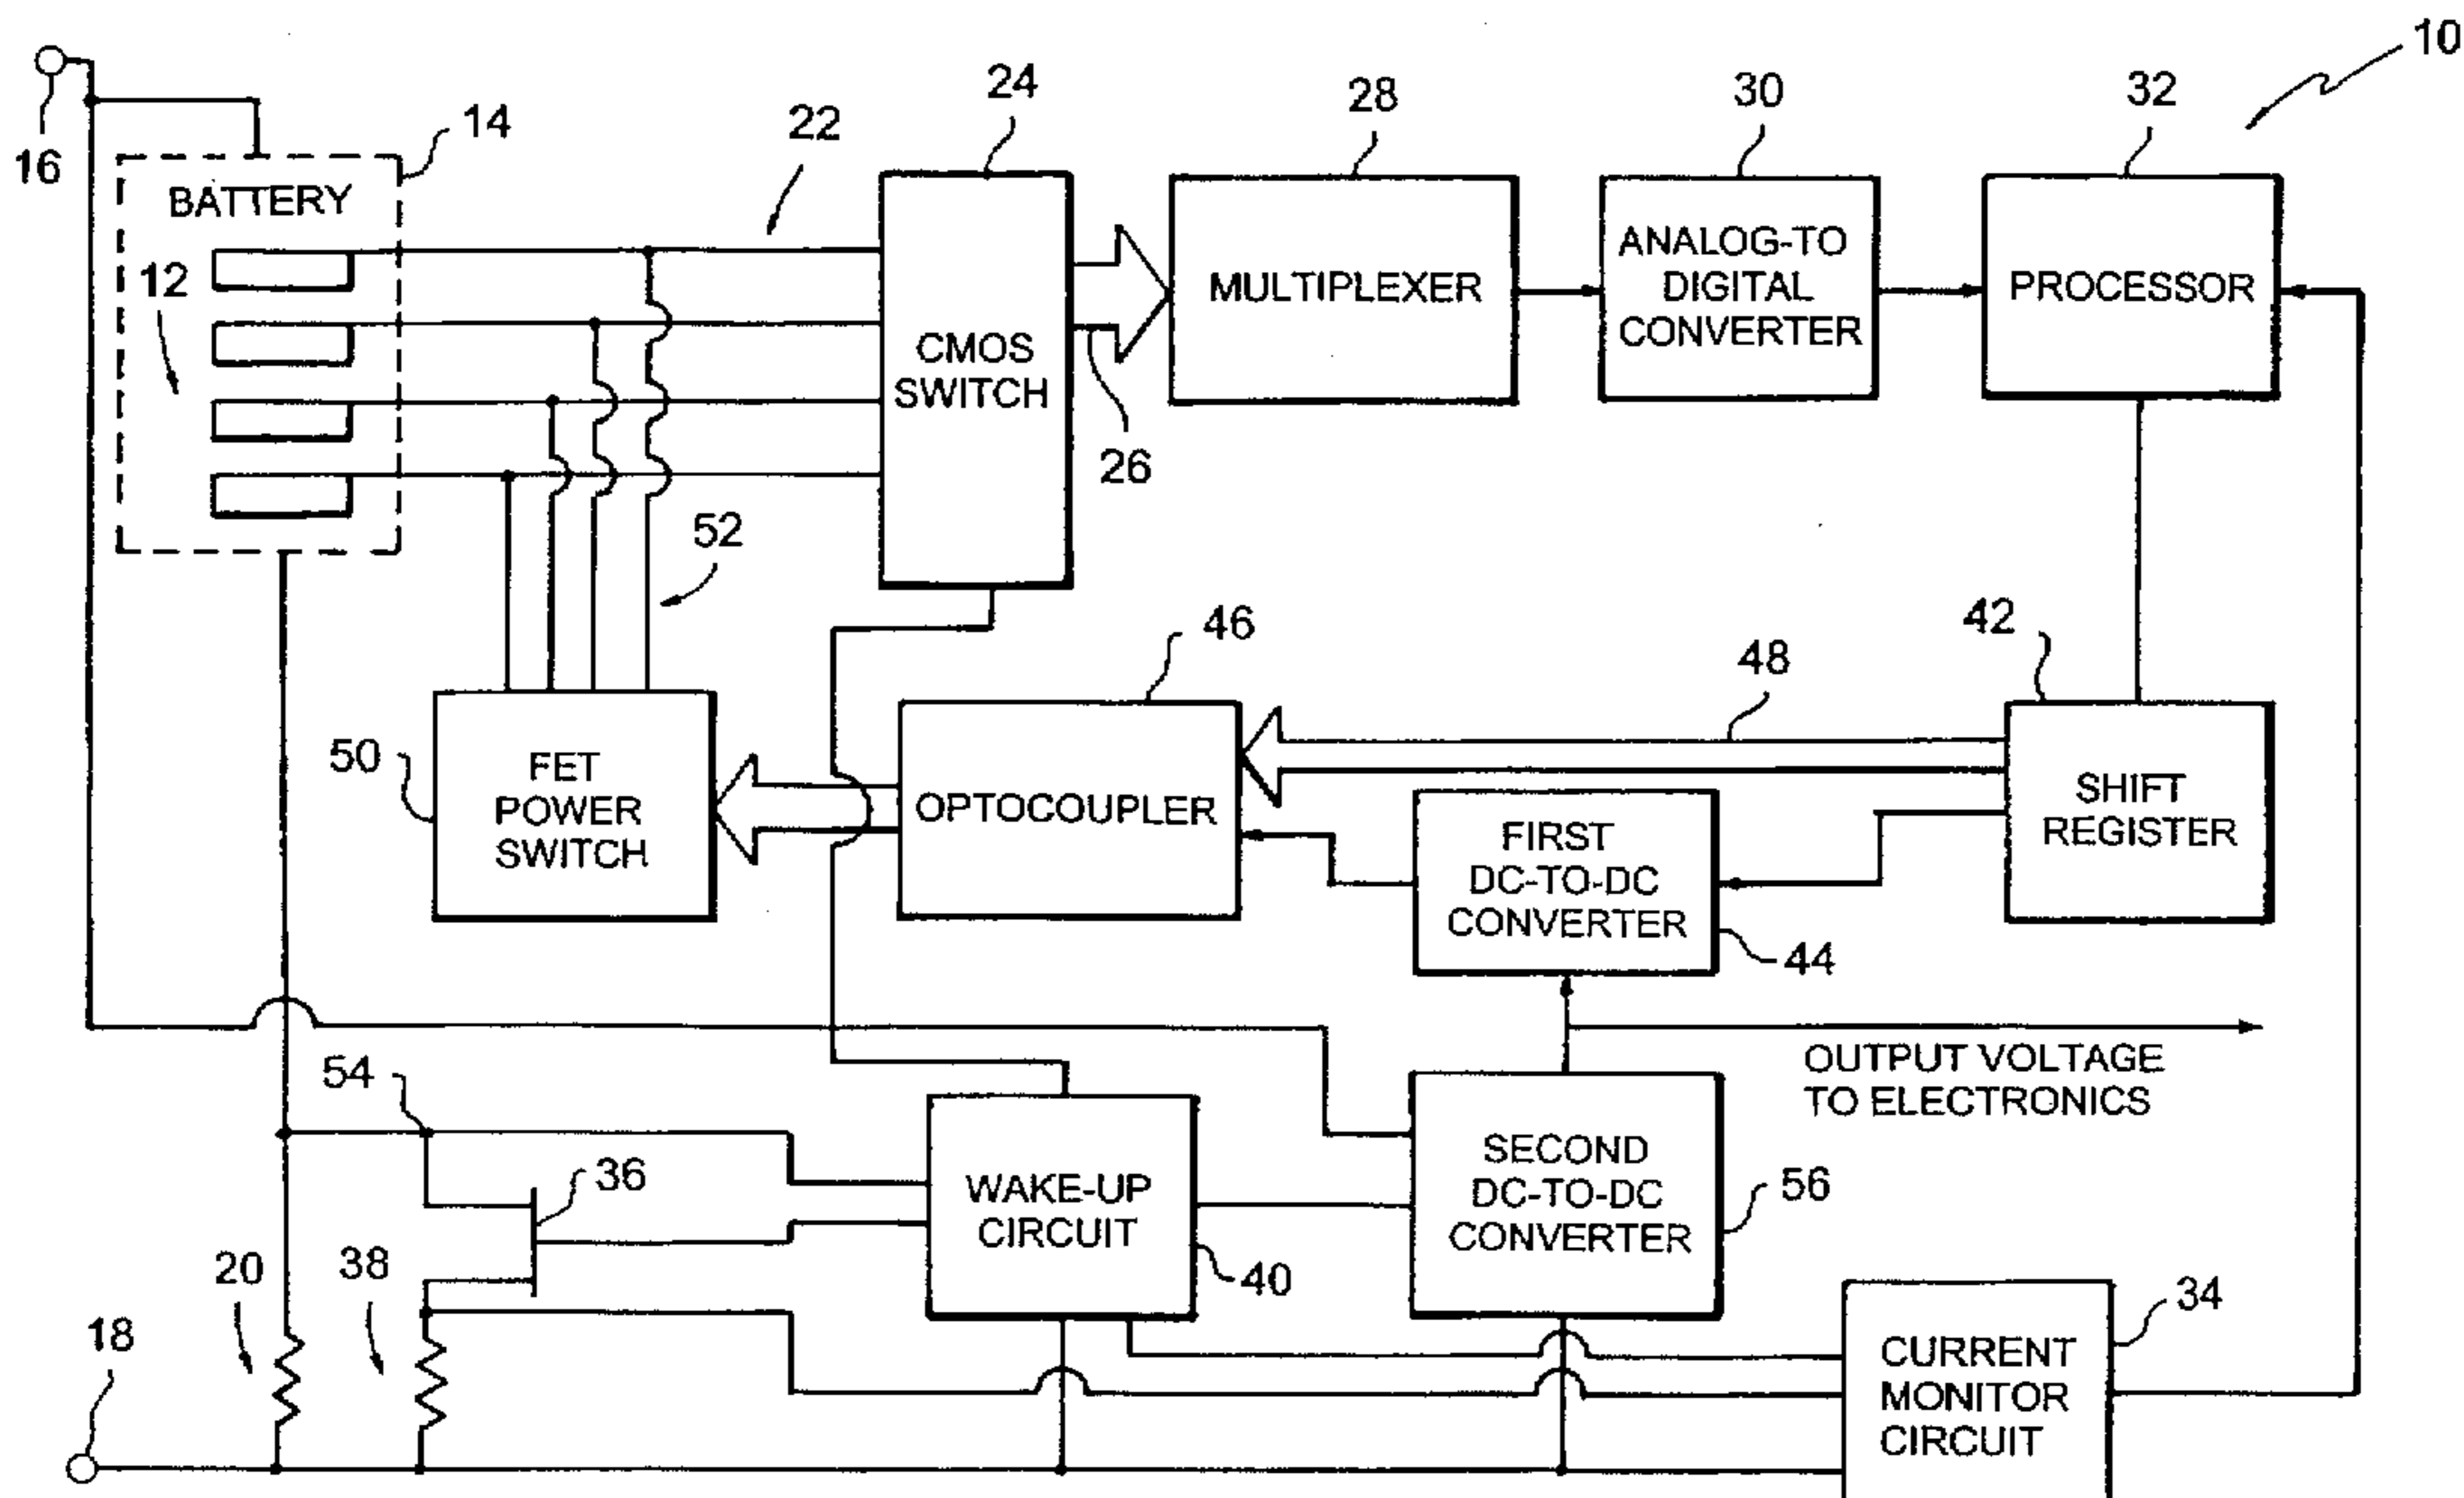 10
16
14
22
24
28
30
32
BATTERY
12
CMOS
SWITCH
MULTIPLEXER
ANALOG-TO
DIGITAL
CONVERTER
PROCESSOR
26
52
46
48
42
50
FET
POWER
SWITCH
OPTOCOUPLER
FIRST
DC-TO-DC
CONVERTER
44
SHIFT
REGISTER
OUTPUT VOLTAGE
TO ELECTRONICS
54
36
WAKE-UP
CIRCUIT
40
SECOND
DC-TO-DC
CONVERTER
56
20
38
18
34
CURRENT
MONITOR
CIRCUIT